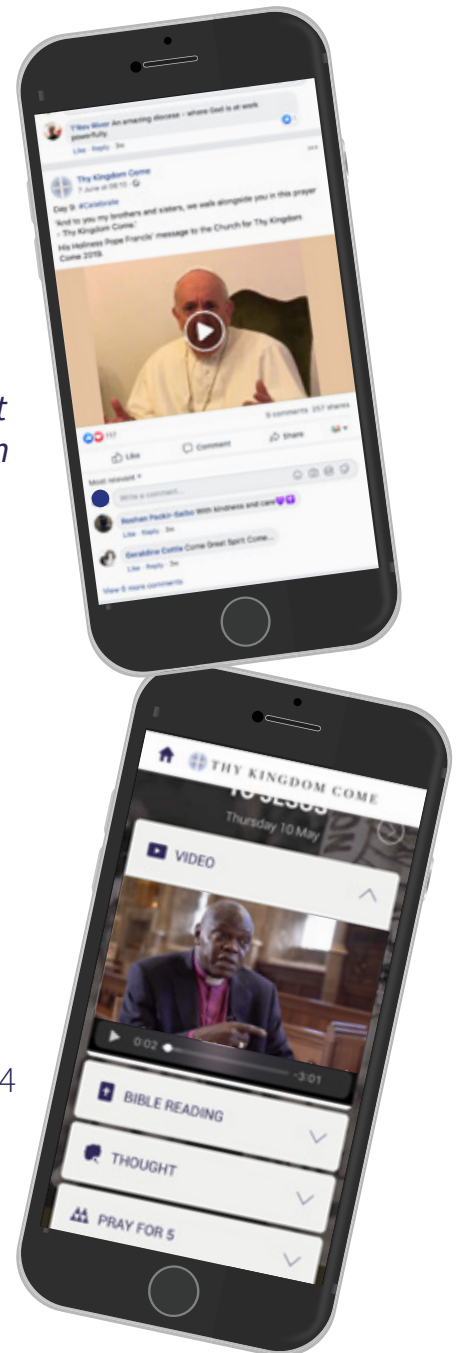 T'Rev River An amazing diocese - where God is at work
powerfully.
Like · Reply · 3w
Thy Kingdom Come
7 June at 08:10
Day 9: #Celebrate
'And to you my brothers and sisters, we walk alongside you in this prayer
- Thy Kingdom Come.'
His Holiness Pope Francis' message to the Church for Thy Kingdom
Come 2019.
t
n
9 comments 257 shares
Like
Comment
Share
Most relevant
Write a comment...
With kindness and care
Like · Reply · 3w
Geraldine Come Great Spirit Come...
Like · Reply · 3w
View 6 more comments
THY KINGDOM COME
TO JESUS
Thursday 10 May
VIDEO
0:02
-3:01
4
BIBLE READING
THOUGHT
PRAY FOR 5